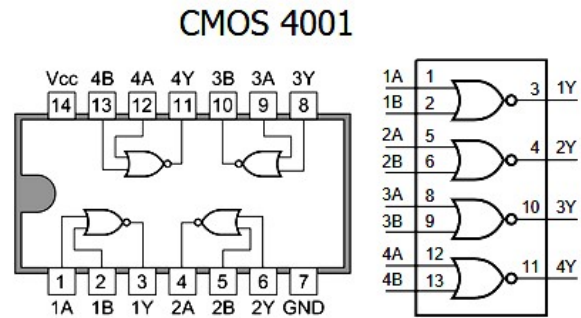 CMOS 4001
Vcc 4B 4A 4Y 3B 3A 3Y
14 13 12 11 10 9 8
1 2 3 4 5 6 7
1A 1B 1Y 2A 2B 2Y GND
1A 1 3 1Y
1B 2
2A 5 4 2Y
2B 6
3A 8 10 3Y
3B 9
4A 12 11 4Y
4B 13